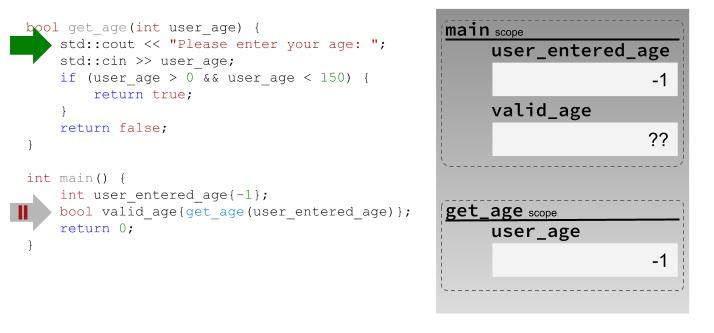 bool get_age(int user_age) {
    std::cout << "Please enter your age: ";
    std::cin >> user_age;
    if (user_age > 0 && user_age < 150) {
        return true;
    }
    return false;
}
int main() {
    int user_entered_age{-1};
    bool valid_age{get_age(user_entered_age)};
    return 0;
}
main scope
user_entered_age
-1
valid_age
??
get_age scope
user_age
-1